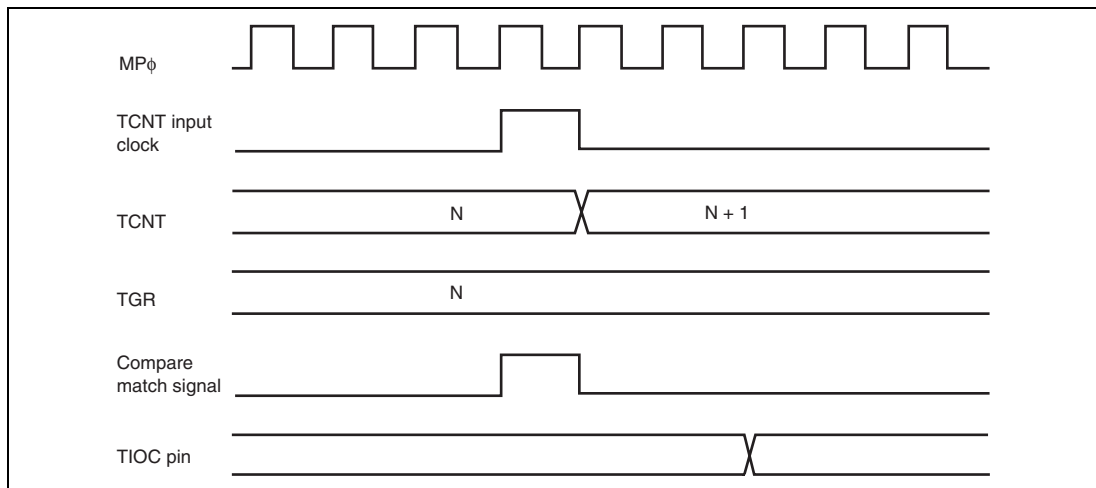 MPϕ
TCNT input
clock
TCNT
N
N + 1
TGR
N
Compare
match signal
TIOC pin